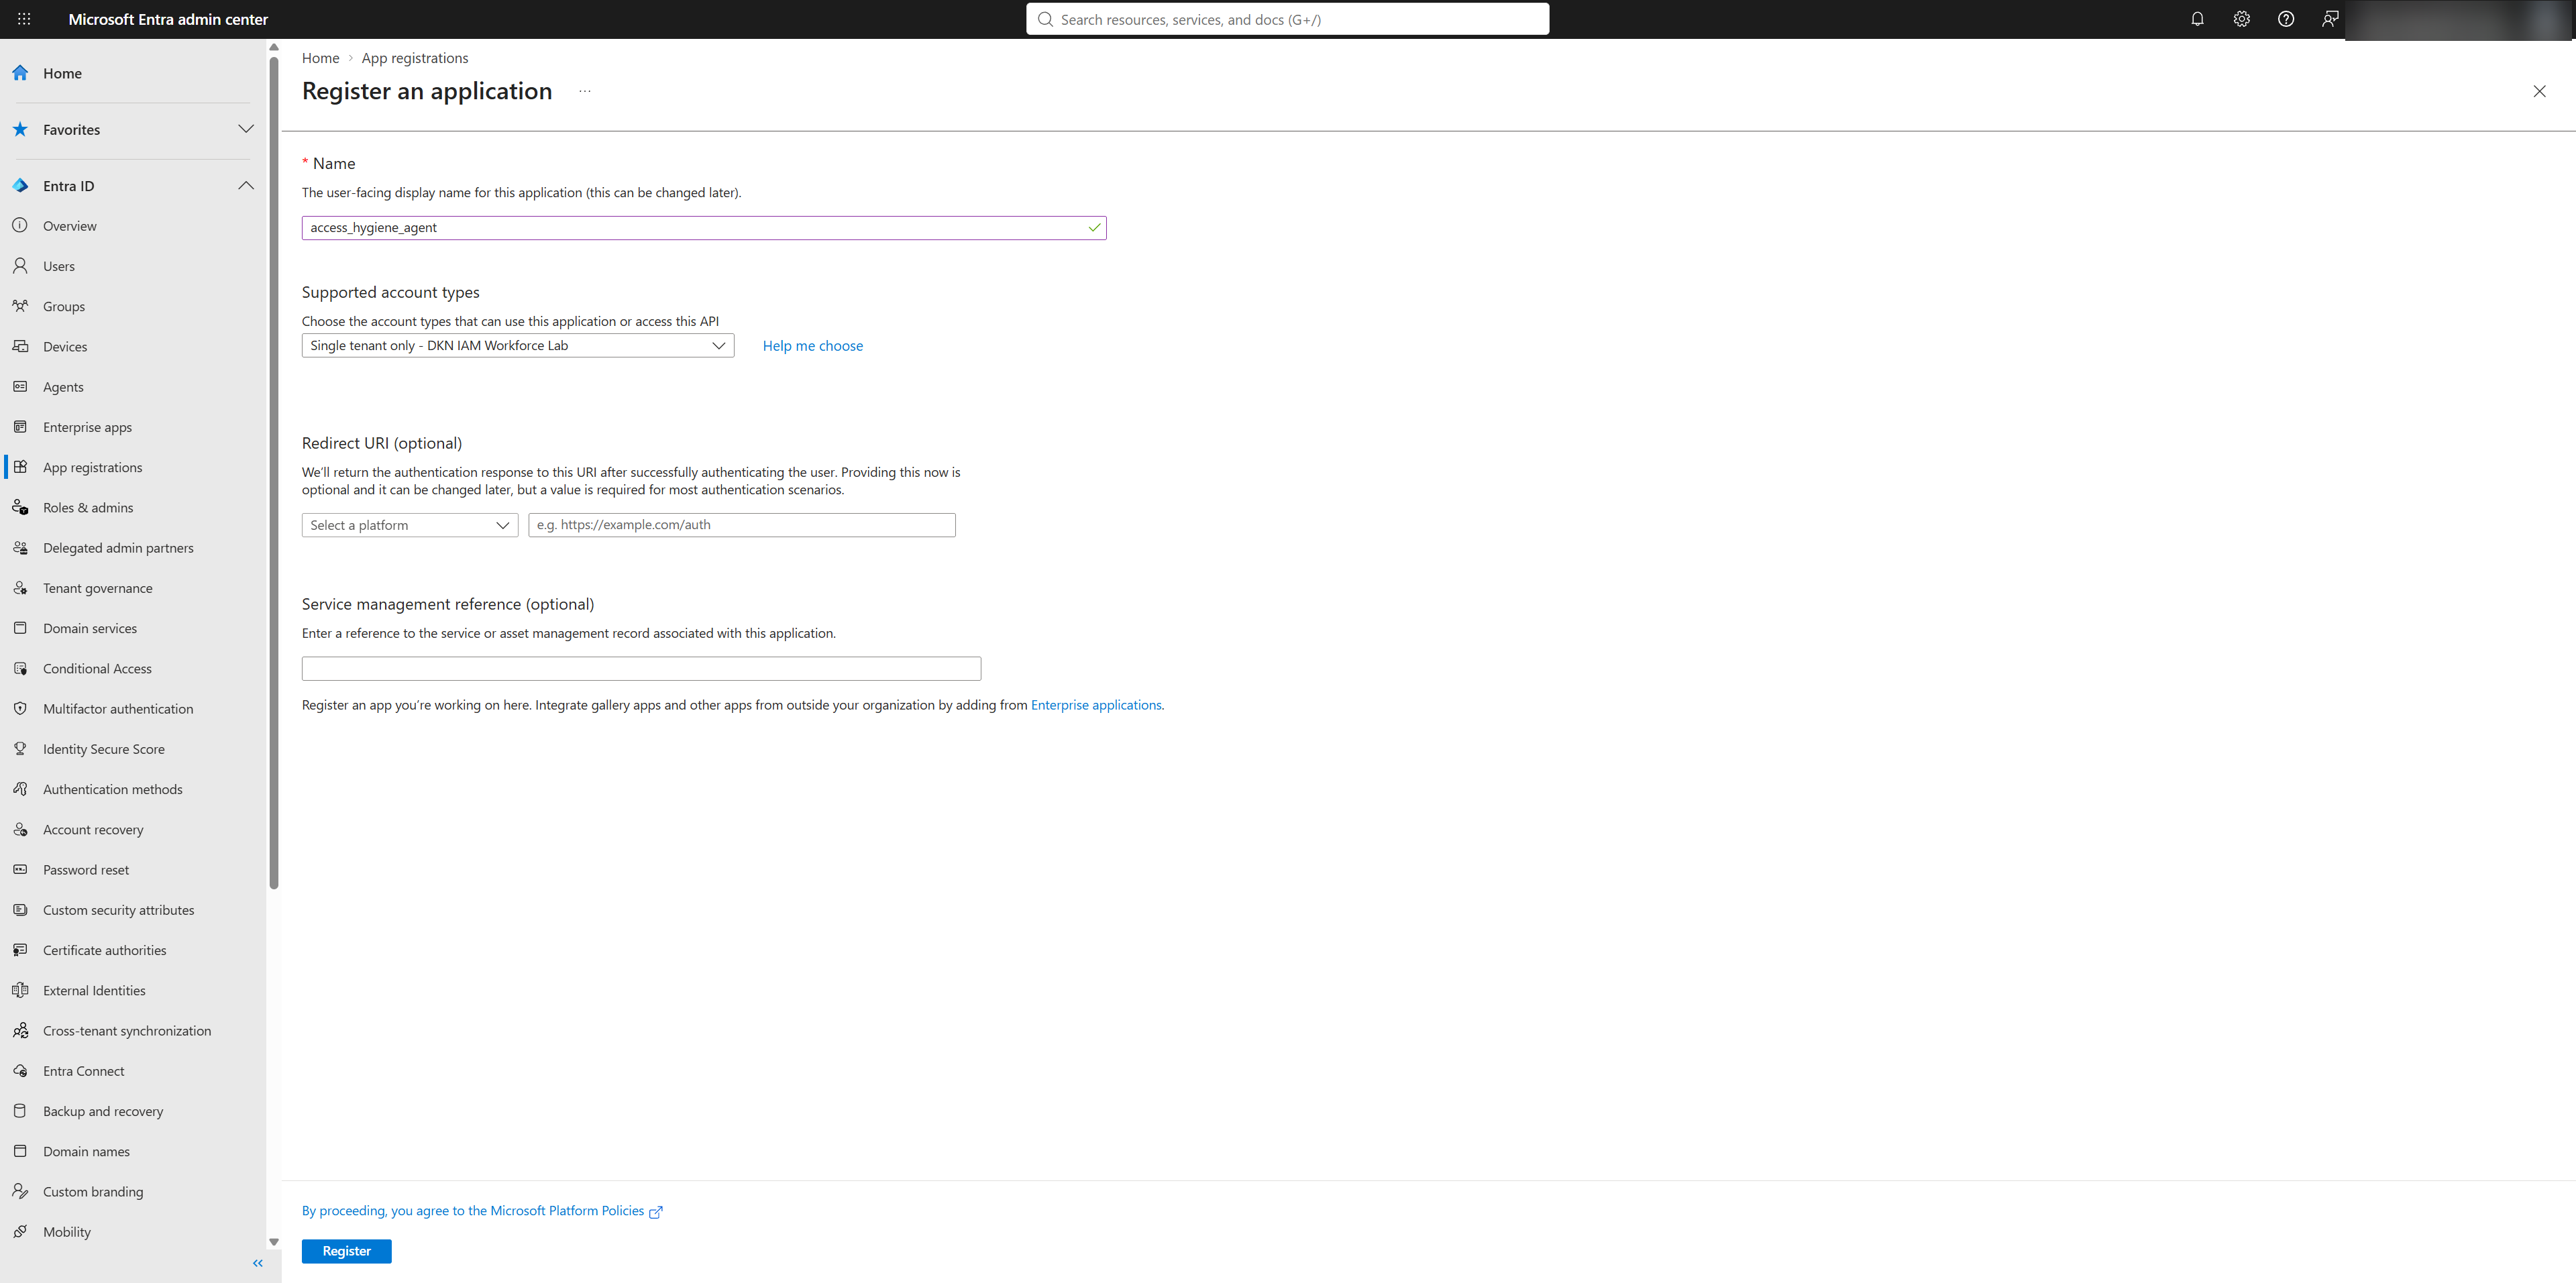 Microsoft Entra admin center
Search resources, services, and docs (G+/)
Home
Favorites
Entra ID
Overview
Users
Groups
Devices
Agents
Enterprise apps
App registrations
Roles & admins
Delegated admin partners
Tenant governance
Domain services
Conditional Access
Multifactor authentication
Identity Secure Score
Authentication methods
Account recovery
Password reset
Custom security attributes
Certificate authorities
External Identities
Cross-tenant synchronization
Entra Connect
Backup and recovery
Domain names
Custom branding
Mobility
Home > App registrations
Register an application ...
* Name
The user-facing display name for this application (this can be changed later).
access_hygiene_agent
Supported account types
Choose the account types that can use this application or access this API
Single tenant only - DKN IAM Workforce Lab Help me choose
Redirect URI (optional)
We'll return the authentication response to this URI after successfully authenticating the user. Providing this now is
optional and it can be changed later, but a value is required for most authentication scenarios.
Select a platform e.g. https://example.com/auth
Service management reference (optional)
Enter a reference to the service or asset management record associated with this application.
Register an app you're working on here. Integrate gallery apps and other apps from outside your organization by adding from Enterprise applications.
By proceeding, you agree to the Microsoft Platform Policies
Register